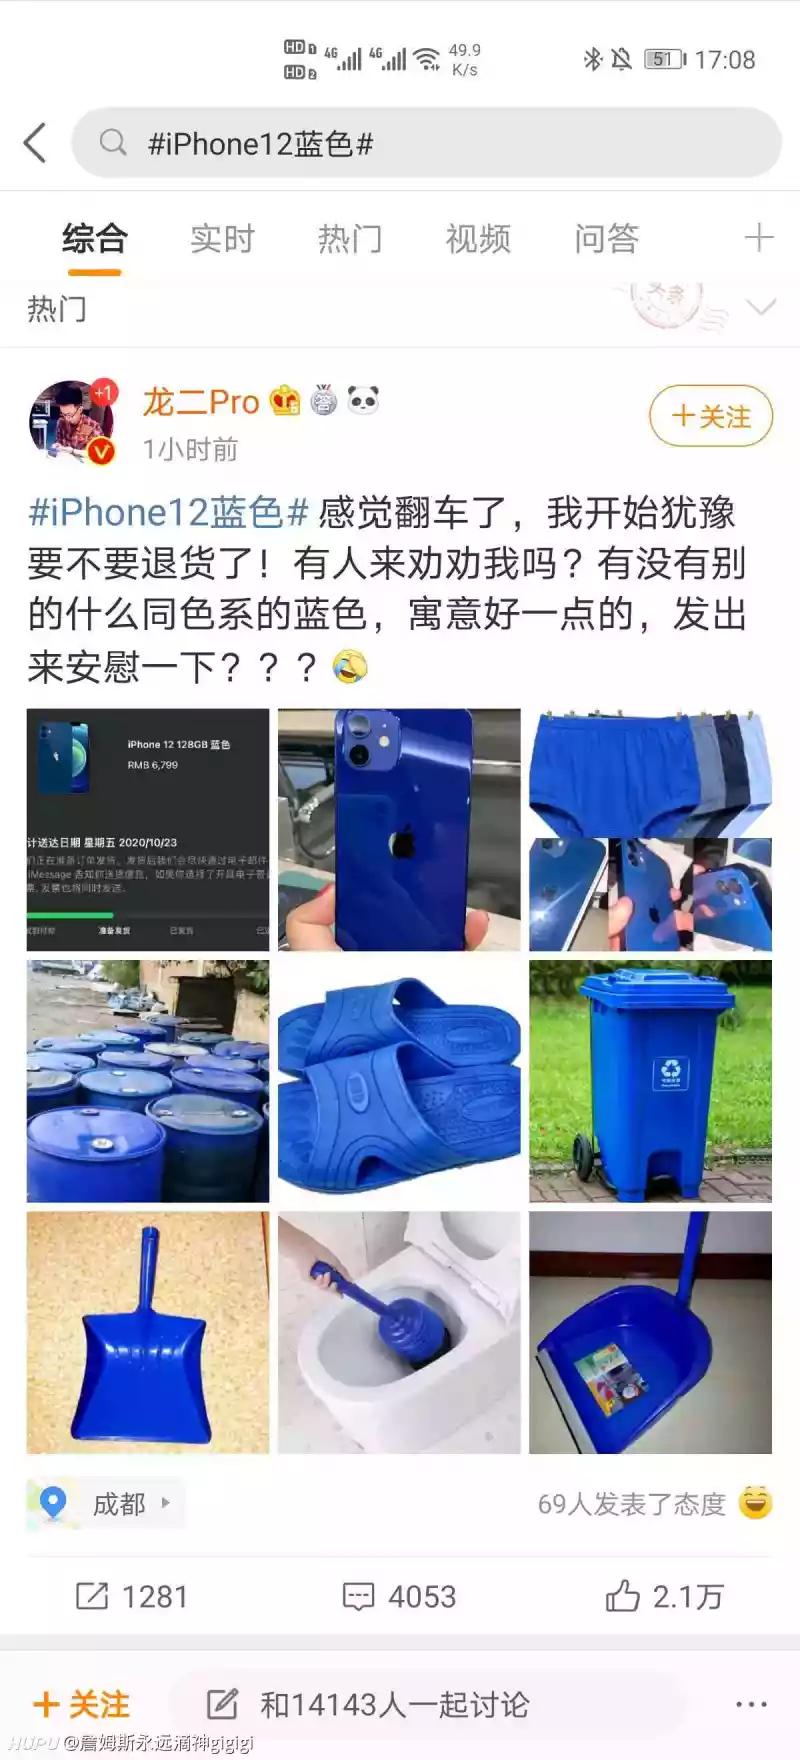 HD 1 4G 4G 49.9
HD 2 K/s
51 17:08
#iPhone12蓝色#
综合 实时 热门 视频 问答
热门
+1
龙二Pro
V
1小时前
+关注
#iPhone12蓝色# 感觉翻车了，我开始犹豫
要不要退货了！有人来劝劝我吗？有没有别
的什么同色系的蓝色，寓意好一点的，发出
来安慰一下？？？
iPhone 12 128GB 蓝色
RMB 6,799
计送达日期 星期五 2020/10/23
准备发货
已发货
成都
69人发表了态度
1281
4053
2.1万
+ 关注
和14143人一起讨论
HUPU @詹姆斯永远滴神gigigi